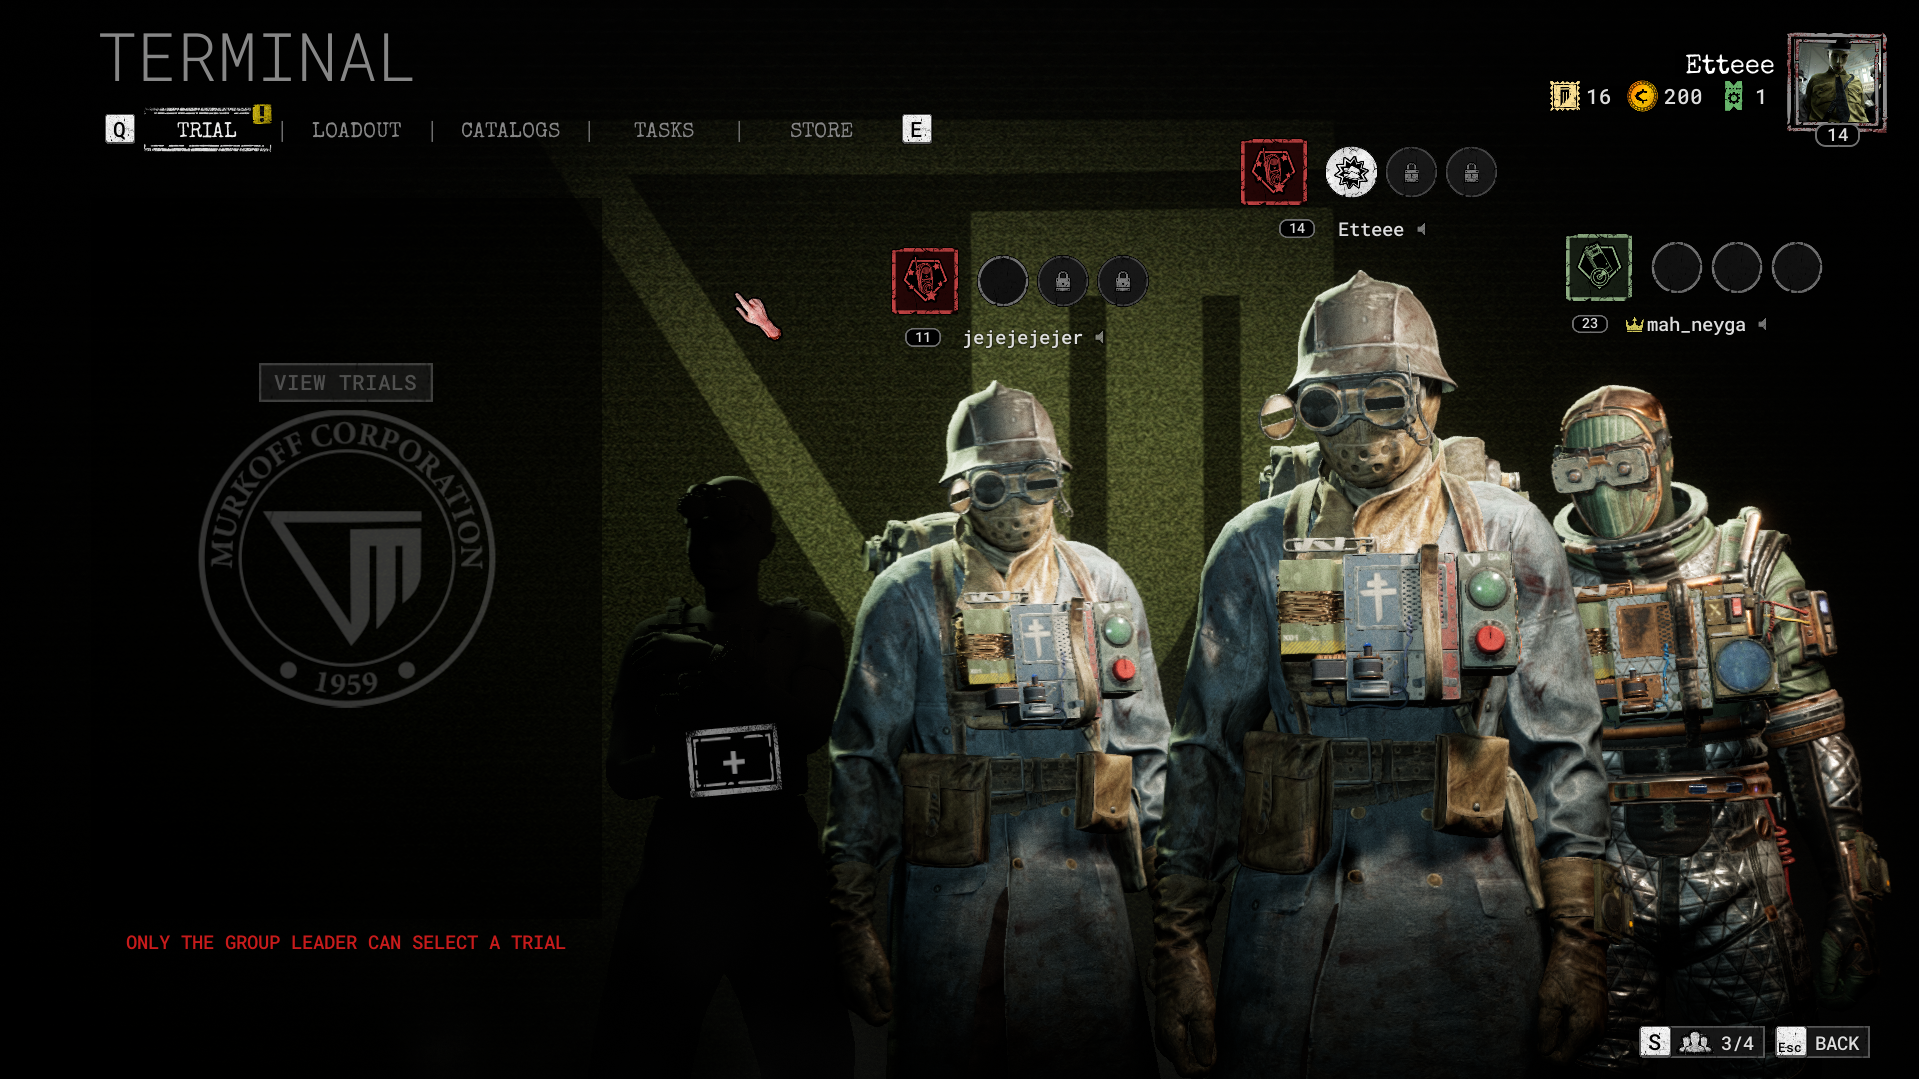 TERMINAL
Etteee
16 200 1
14
Q TRIAL ! | LOADOUT | CATALOGS | TASKS | STORE E
14 Etteee
23 mah_neyga
11 jejejejejer
VIEW TRIALS
MURKOFF CORPORATION
1959
ONLY THE GROUP LEADER CAN SELECT A TRIAL
S 3/4 Esc BACK